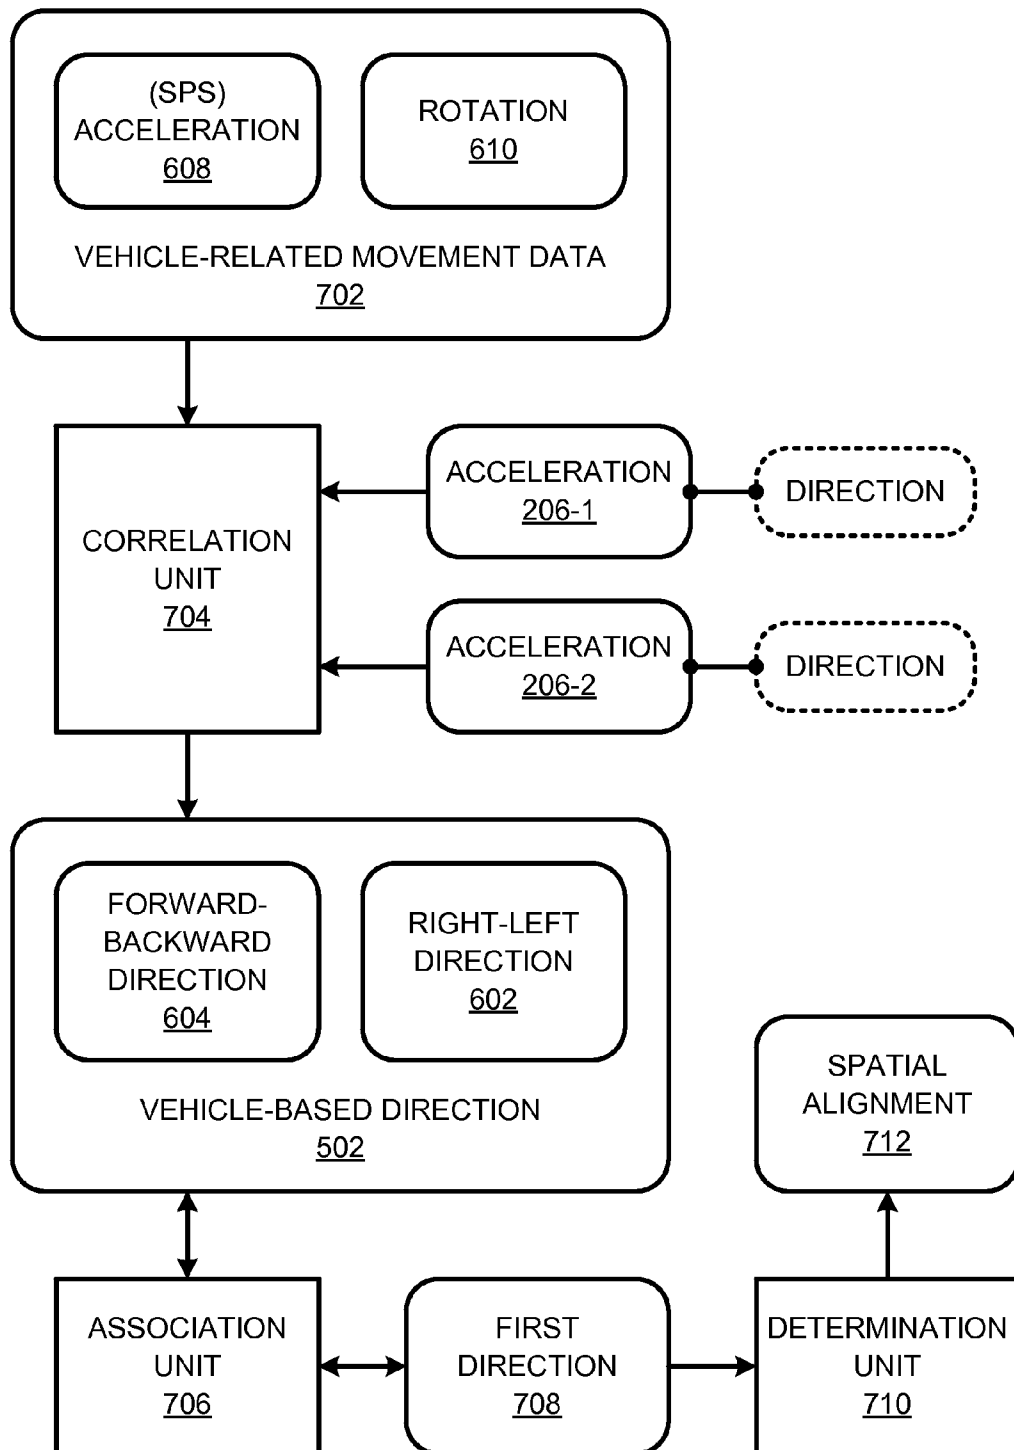 (SPS)
ACCELERATION
608
ROTATION
610
VEHICLE-RELATED MOVEMENT DATA
702
CORRELATION
UNIT
704
ACCELERATION
206-1
DIRECTION
ACCELERATION
206-2
DIRECTION
FORWARD-
BACKWARD
DIRECTION
604
RIGHT-LEFT
DIRECTION
602
VEHICLE-BASED DIRECTION
502
SPATIAL
ALIGNMENT
712
ASSOCIATION
UNIT
706
FIRST
DIRECTION
708
DETERMINATION
UNIT
710